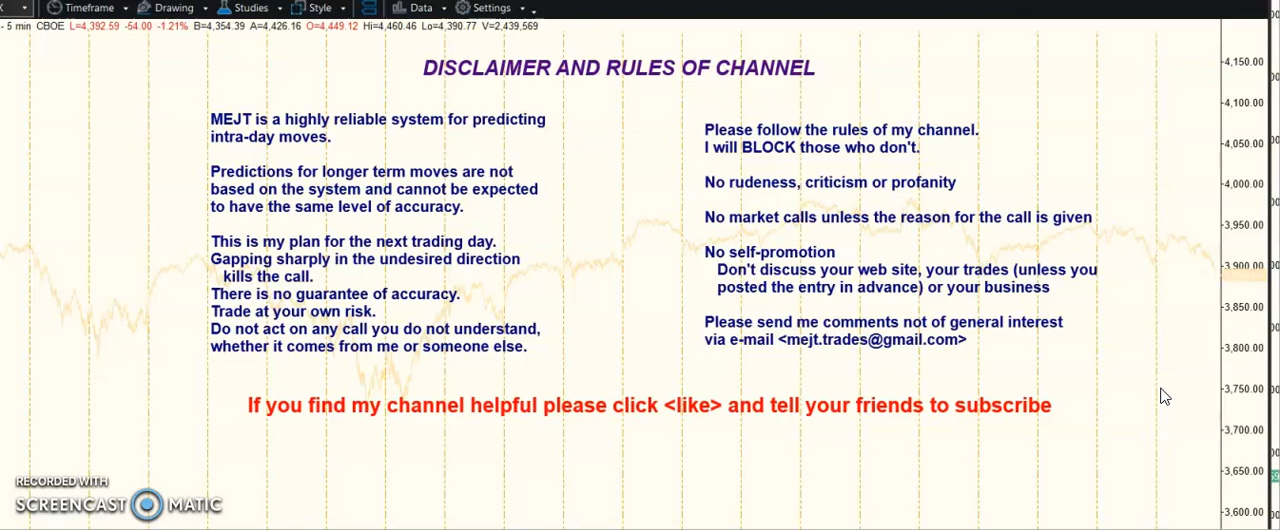 X Timeframe Drawing Studies Style Data Settings
- 5 min CBOE L=4,392.59 -54.00 -1.21% B=4,354.39 A=4,426.16 O=4,449.12 Hi=4,460.46 Lo=4,390.77 V=2,439,569
DISCLAIMER AND RULES OF CHANNEL
MEJT is a highly reliable system for predicting
intra-day moves.
Predictions for longer term moves are not
based on the system and cannot be expected
to have the same level of accuracy.
This is my plan for the next trading day.
Gapping sharply in the undesired direction
kills the call.
There is no guarantee of accuracy.
Trade at your own risk.
Do not act on any call you do not understand,
whether it comes from me or someone else.
Please follow the rules of my channel.
I will BLOCK those who don't.
No rudeness, criticism or profanity
No market calls unless the reason for the call is given
No self-promotion
Don't discuss your web site, your trades (unless you
posted the entry in advance) or your business
Please send me comments not of general interest
via e-mail <mejt.trades@gmail.com>
If you find my channel helpful please click <like> and tell your friends to subscribe
4,150.00
4,100.00
4,050.00
4,000.00
3,950.00
3,900.00
3,850.00
3,800.00
3,750.00
3,700.00
3,650.00
3,600.00
RECORDED WITH
SCREENCAST MATIC